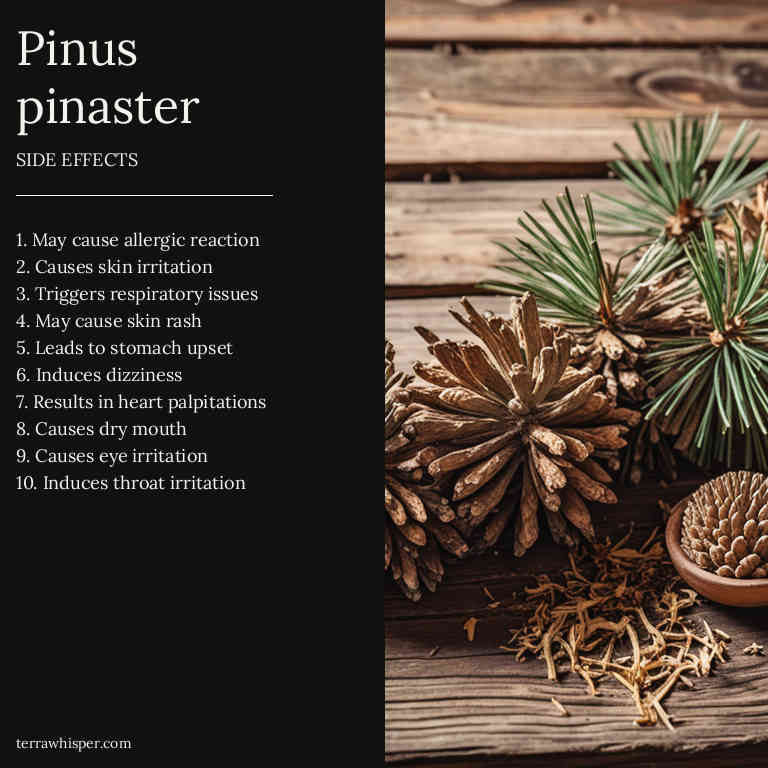 Pinus
pinaster
SIDE EFFECTS
1. May cause allergic reaction
2. Causes skin irritation
3. Triggers respiratory issues
4. May cause skin rash
5. Leads to stomach upset
6. Induces dizziness
7. Results in heart palpitations
8. Causes dry mouth
9. Causes eye irritation
10. Induces throat irritation
terrawhisper.com